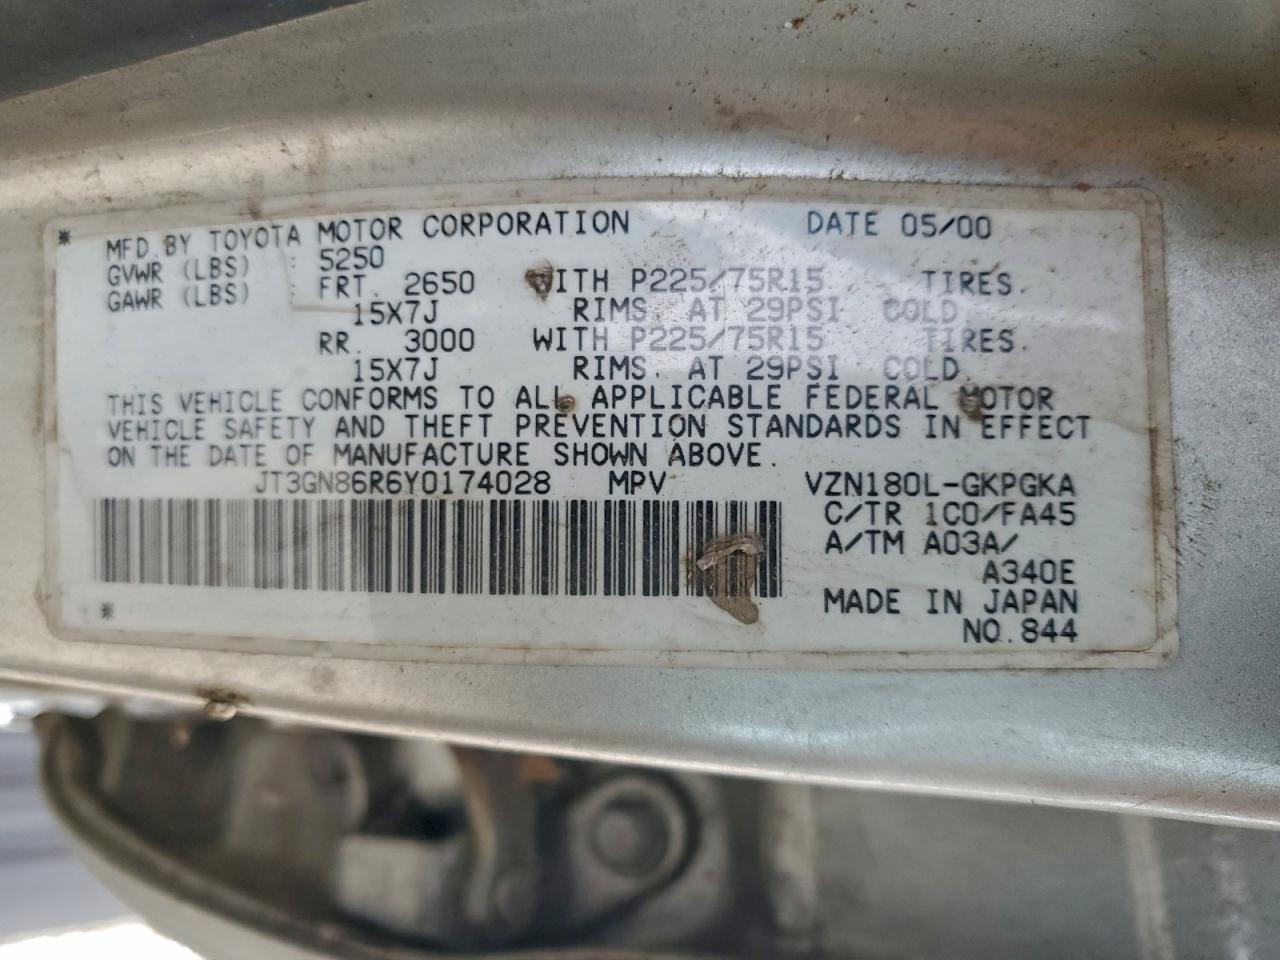 * MFD.BY TOYOTA MOTOR CORPORATION DATE 05/00
GVWR (LBS) : 5250
GAWR (LBS) : FRT. 2650 WITH P225/75R15 TIRES.
15X7J RIMS. AT 29PSI COLD.
RR. 3000 WITH P225/75R15 TIRES.
15X7J RIMS. AT 29PSI COLD.
THIS VEHICLE CONFORMS TO ALL APPLICABLE FEDERAL MOTOR
VEHICLE SAFETY AND THEFT PREVENTION STANDARDS IN EFFECT
ON THE DATE OF MANUFACTURE SHOWN ABOVE.
JT3GN86R6Y0174028 MPV VZN180L-GKPGKA
C/TR 1C0/FA45
A/TM A03A/
A340E
* MADE IN JAPAN
NO.844